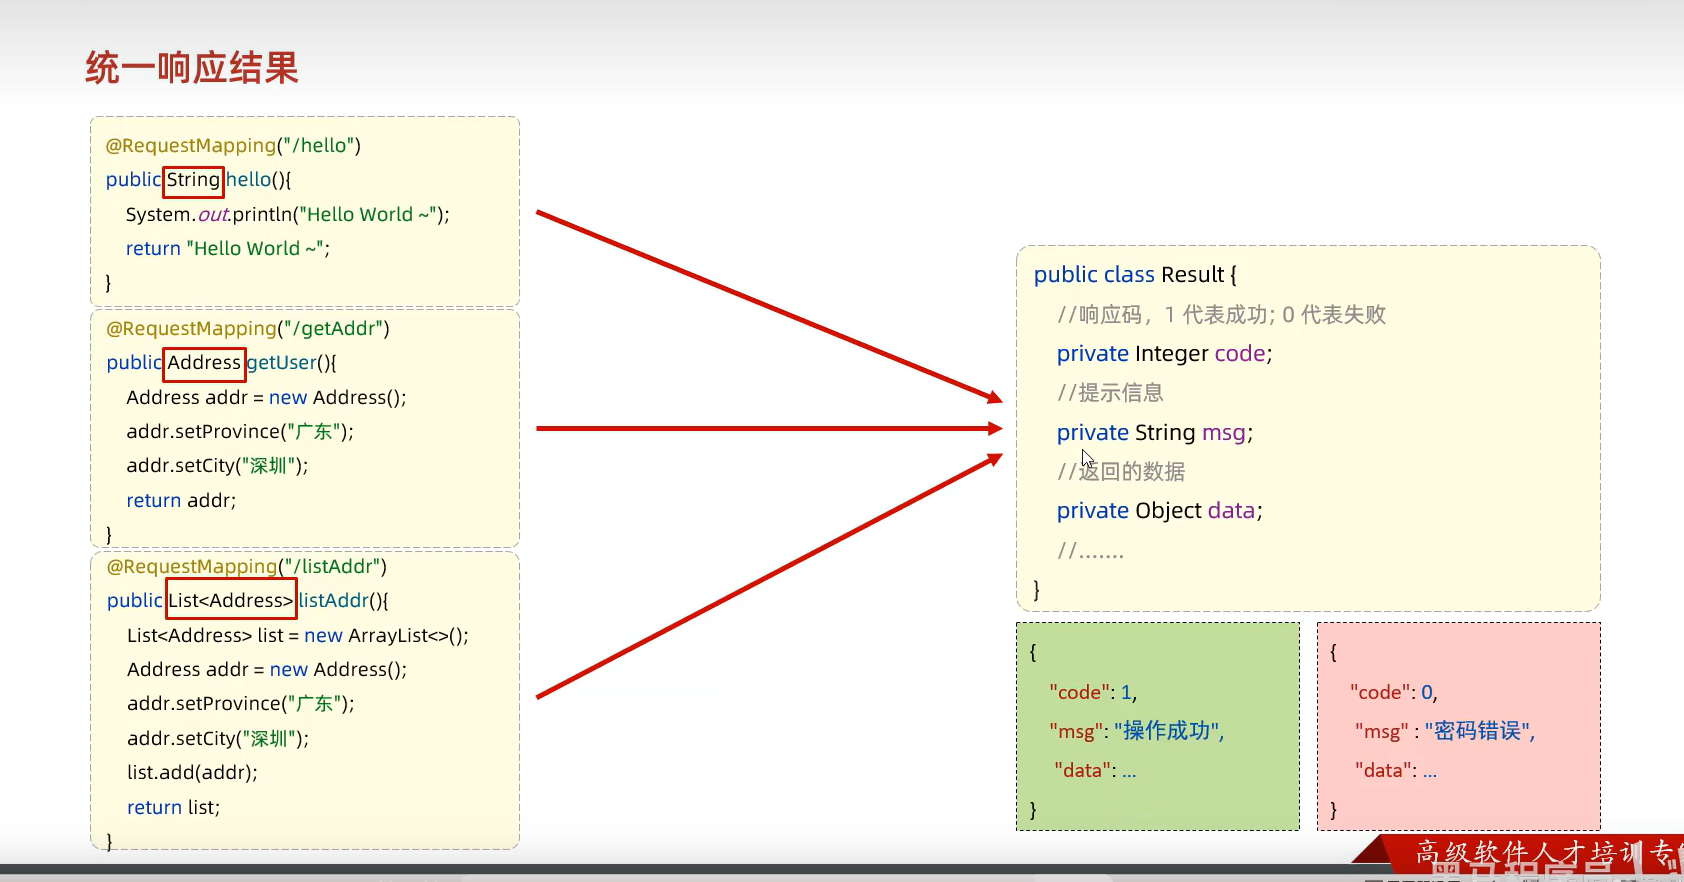 统一响应结果
@RequestMapping("/hello")
public String hello(){
System.out.println("Hello World ~");
return "Hello World ~";
}
@RequestMapping("/getAddr")
public Address getUser(){
Address addr = new Address();
addr.setProvince("广东");
addr.setCity("深圳");
return addr;
}
@RequestMapping("/listAddr")
public List<Address> listAddr(){
List<Address> list = new ArrayList<>();
Address addr = new Address();
addr.setProvince("广东");
addr.setCity("深圳");
list.add(addr);
return list;
}
public class Result {
//响应码，1 代表成功; 0 代表失败
private Integer code;
//提示信息
private String msg;
//返回的数据
private Object data;
//.......
}
{
"code": 1,
"msg": "操作成功",
"data": ...
}
{
"code": 0,
"msg" : "密码错误",
"data": ...
}
高级软件人才培训专